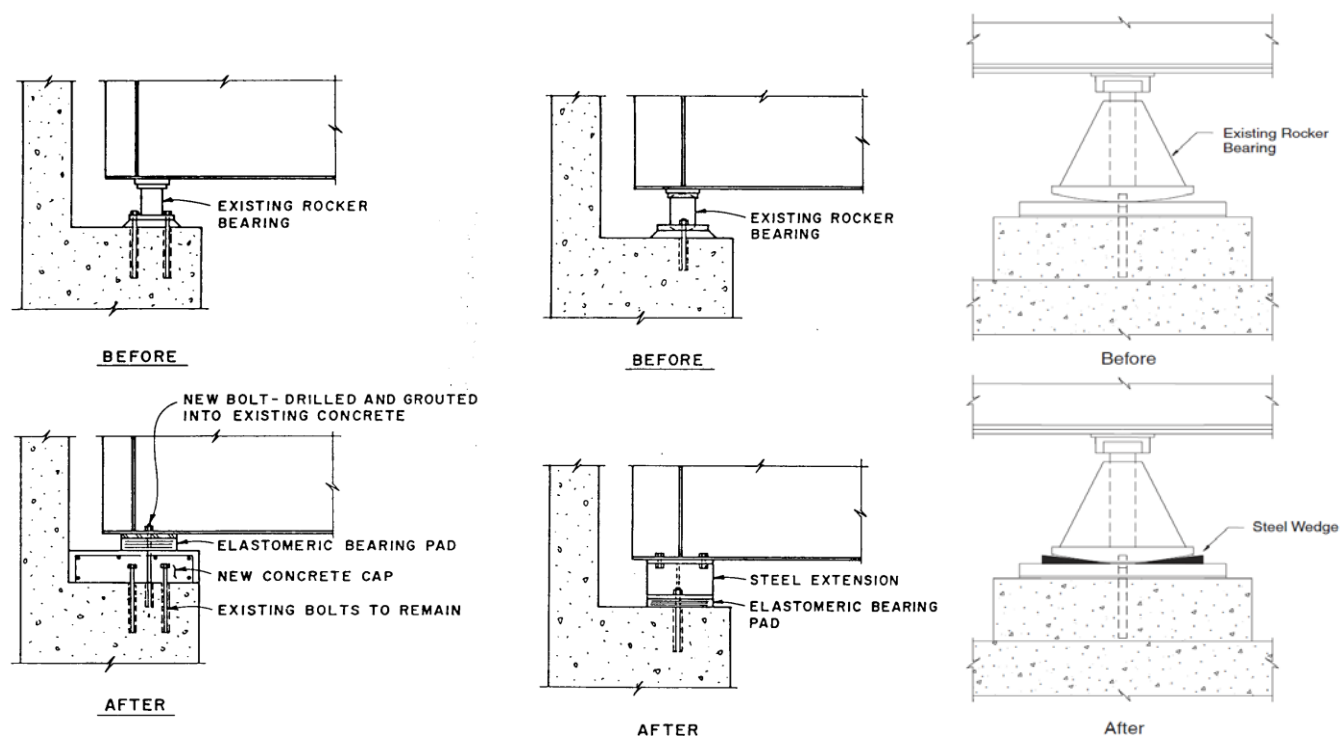 EXISTING ROCKER
BEARING
BEFORE
NEW BOLT-DRILLED AND GROUTED
INTO EXISTING CONCRETE
ELASTOMERIC BEARING PAD
NEW CONCRETE CAP
EXISTING BOLTS TO REMAIN
AFTER
EXISTING ROCKER
BEARING
BEFORE
STEEL EXTENSION
ELASTOMERIC BEARING
PAD
AFTER
Existing Rocker
Bearing
Before
Steel Wedge
After